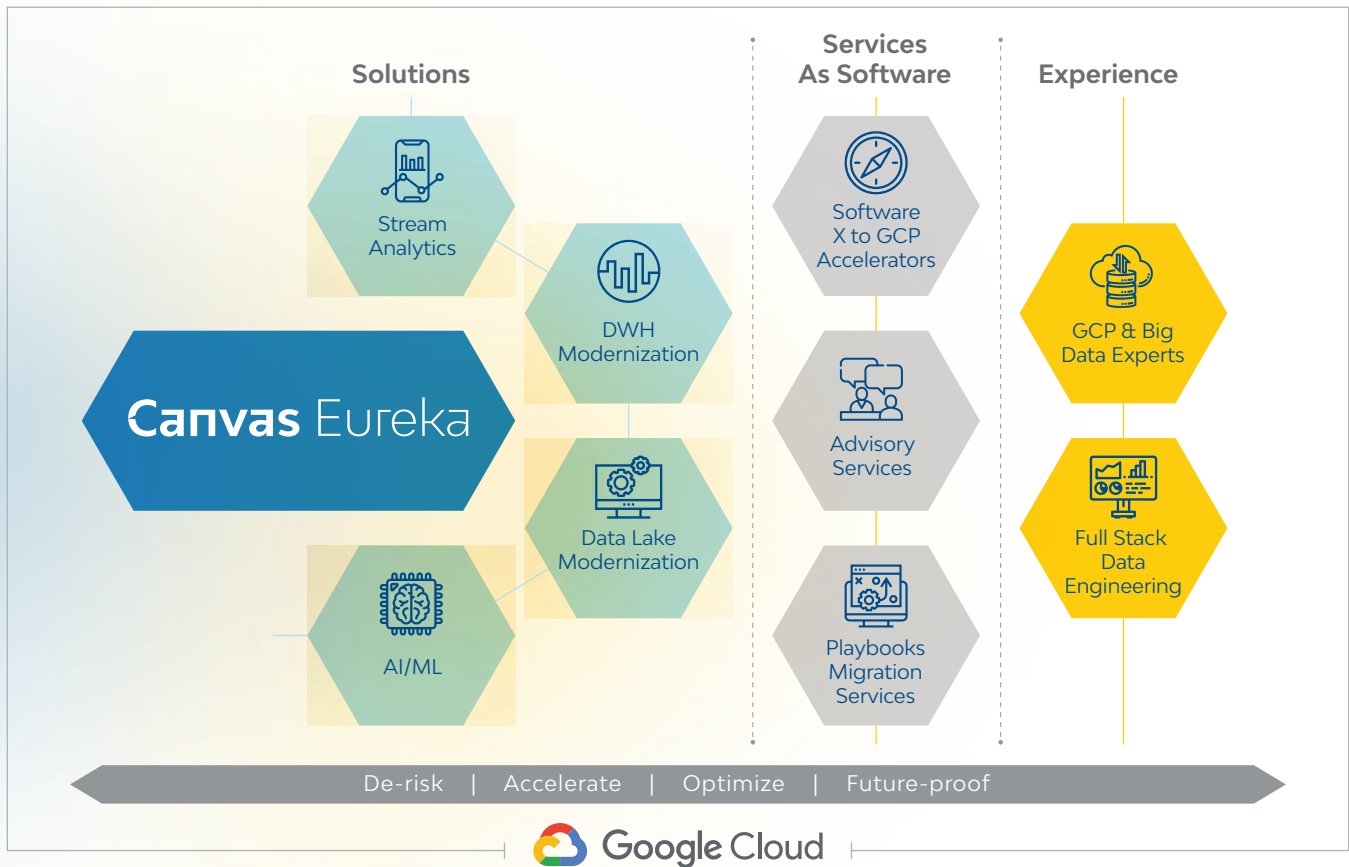 Solutions
Services
As Software
Experience
Stream
Analytics
DWH
Modernization
Canvas Eureka
Data Lake
Modernization
AI/ML
Software
X to GCP
Accelerators
Advisory
Services
Playbooks
Migration
Services
GCP & Big
Data Experts
Full Stack
Data
Engineering
De-risk | Accelerate | Optimize | Future-proof
Google Cloud